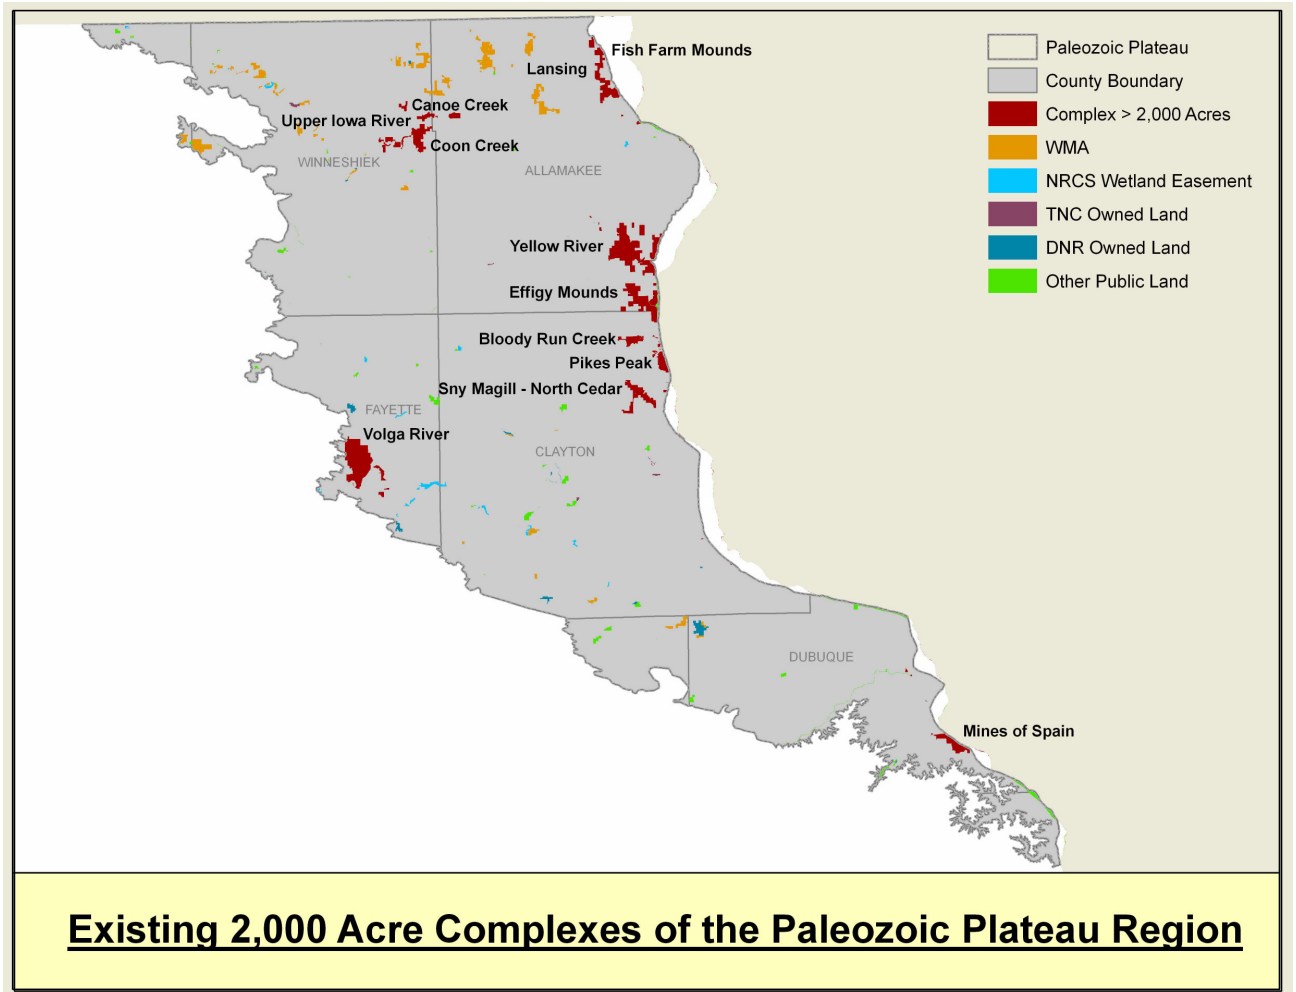 Fish Farm Mounds
Lansing
Canoe Creek
Upper Iowa River
Coon Creek
WINNESHIEK
ALLAMAKEE
Yellow River
Effigy Mounds
Bloody Run Creek
Pikes Peak
Sny Magill - North Cedar
FAYETTE
Volga River
CLAYTON
DUBUQUE
Mines of Spain
Paleozoic Plateau
County Boundary
Complex > 2,000 Acres
WMA
NRCS Wetland Easement
TNC Owned Land
DNR Owned Land
Other Public Land
Existing 2,000 Acre Complexes of the Paleozoic Plateau Region